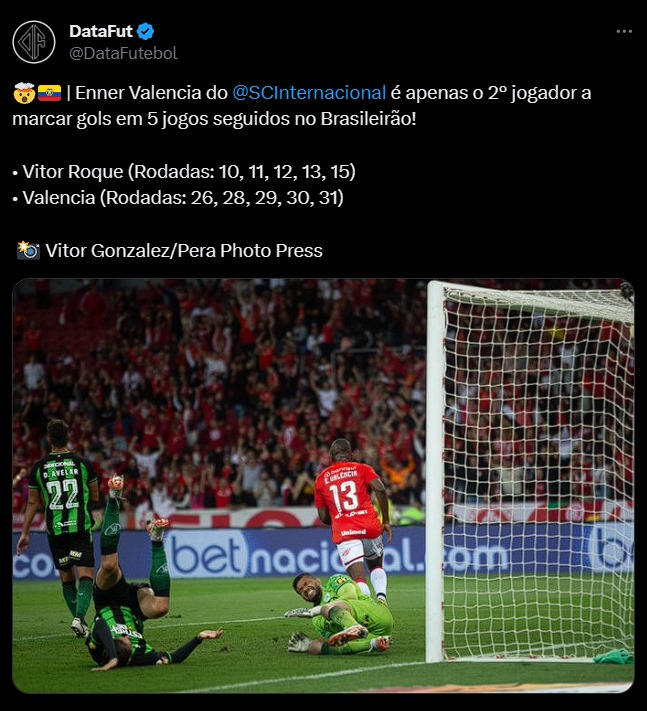 DataFut
@DataFutebol
🤯🇪🇨 | Enner Valencia do @SCInternacional é apenas o 2º jogador a
marcar gols em 5 jogos seguidos no Brasileirão!
• Vitor Roque (Rodadas: 10, 11, 12, 13, 15)
• Valencia (Rodadas: 26, 28, 29, 30, 31)
📸 Vitor Gonzalez/Pera Photo Press
D. AVELAR
22
E. VALENCIA
13
Unimed
betnacional.com